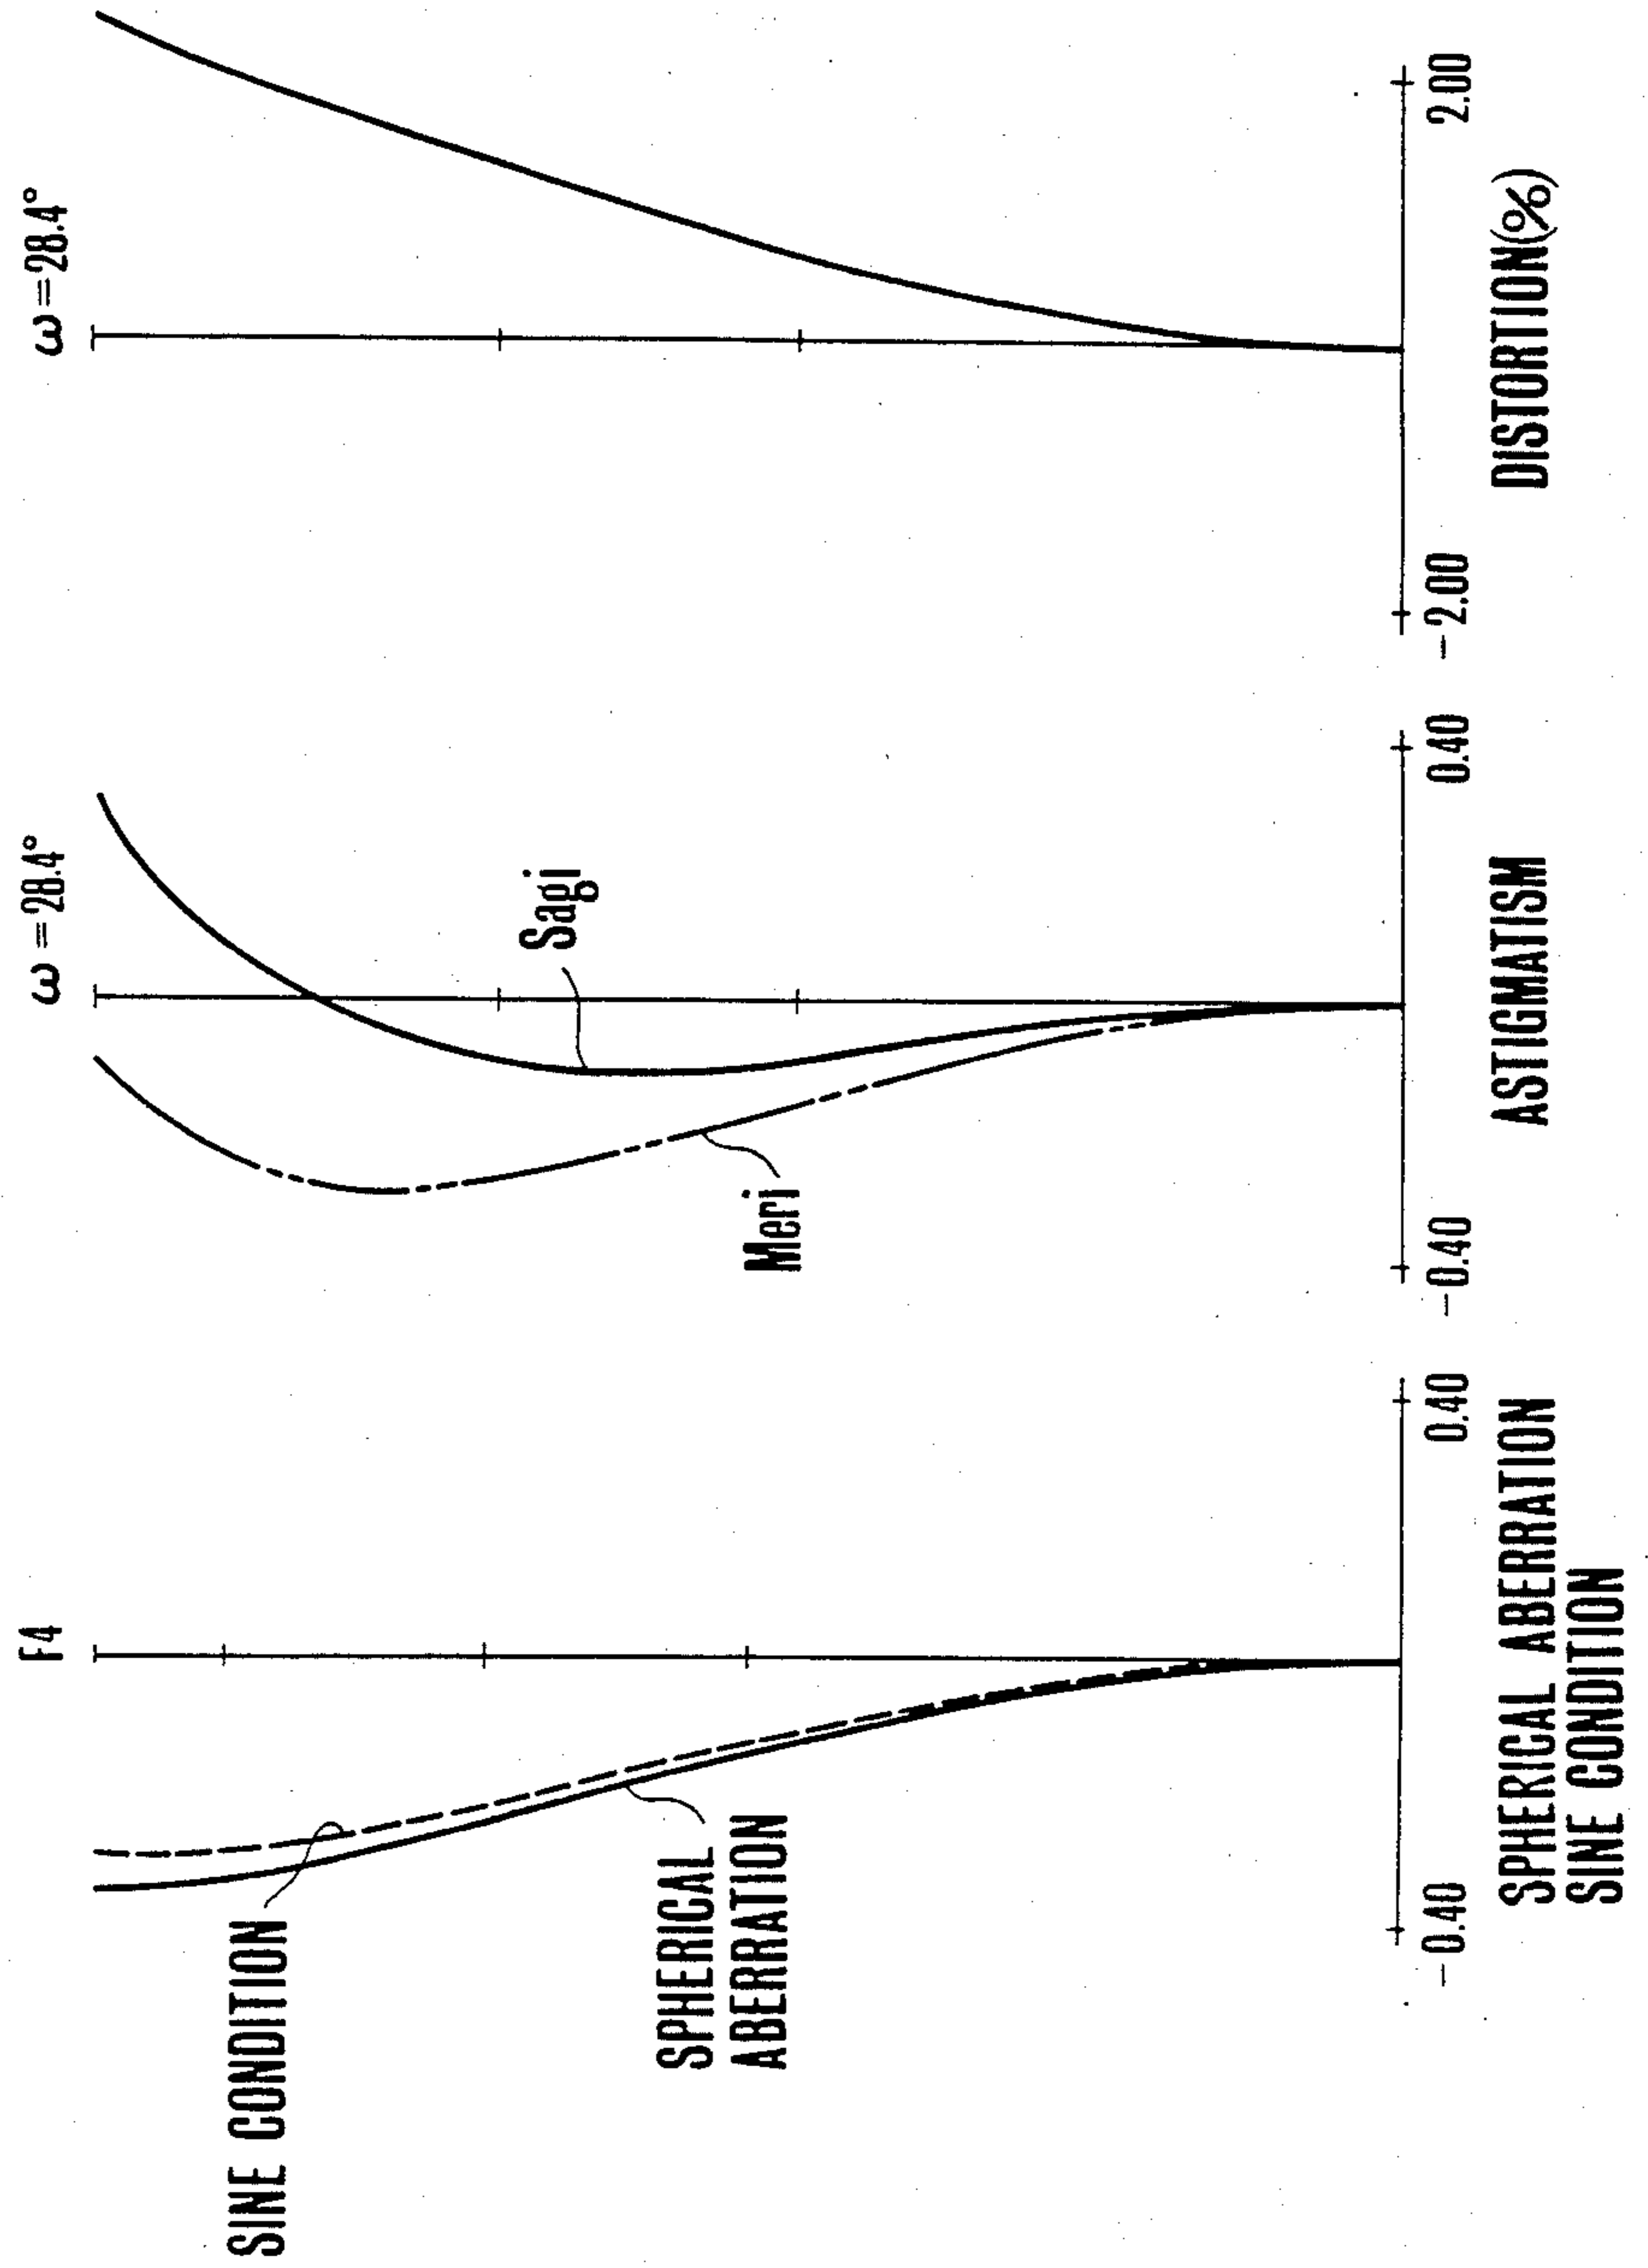 F4
SINE CONDITION
SPHERICAL
ABERRATION
-0.40
0.40
SPHERICAL ABERRATION
SINE CONDITION
ω=28.4°
Sagi
Meri
-0.40
0.40
ASTIGMATISM
ω=28.4°
-2.00
2.00
DISTORTION(%)